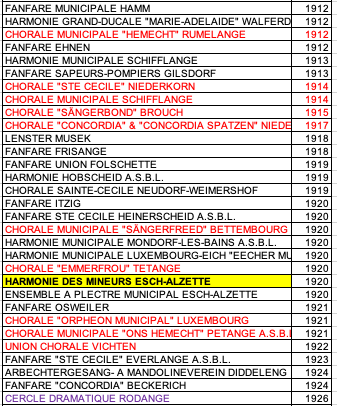 FANFARE MUNICIPALE HAMM 1912
HARMONIE GRAND-DUCALE "MARIE-ADELAIDE" WALFERD 1912
CHORALE MUNICIPALE "HEMECHT" RUMELANGE 1912
FANFARE EHNEN 1912
HARMONIE MUNICIPALE SCHIFFLANGE 1913
FANFARE SAPEURS-POMPIERS GILSDORF 1913
CHORALE "STE CECILE" NIEDERKORN 1914
CHORALE MUNICIPALE SCHIFFLANGE 1914
CHORALE "SÄNGERBOND" BROUCH 1915
CHORALE "CONCORDIA" & "CONCORDIA SPATZEN" NIEDE 1917
LENSTER MUSEK 1918
FANFARE FRISANGE 1918
FANFARE UNION FOLSCHETTE 1919
HARMONIE HOBSCHEID A.S.B.L. 1919
CHORALE SAINTE-CECILE NEUDORF-WEIMERSHOF 1919
FANFARE ITZIG 1920
FANFARE STE CECILE HEINERSCHEID A.S.B.L. 1920
CHORALE MUNICIPALE "SÄNGERFREED" BETTEMBOURG 1920
HARMONIE MUNICIPALE MONDORF-LES-BAINS A.S.B.L. 1920
HARMONIE MUNICIPALE LUXEMBOURG-EICH "EECHER MU 1920
CHORALE "EMMERFROU" TETANGE 1920
HARMONIE DES MINEURS ESCH-ALZETTE 1920
ENSEMBLE A PLECTRE MUNICIPAL ESCH-ALZETTE 1920
FANFARE OSWEILER 1921
CHORALE "ORPHEON MUNICIPAL" LUXEMBOURG 1921
CHORALE MUNICIPALE "ONS HEMECHT" PETANGE A.S.B.L 1921
UNION CHORALE VICHTEN 1922
FANFARE "STE CECILE" EVERLANGE A.S.B.L. 1923
ARBECHTERGESANG- A MANDOLINEVEREIN DIDDELENG 1924
FANFARE "CONCORDIA" BECKERICH 1924
CERCLE DRAMATIQUE RODANGE 1926